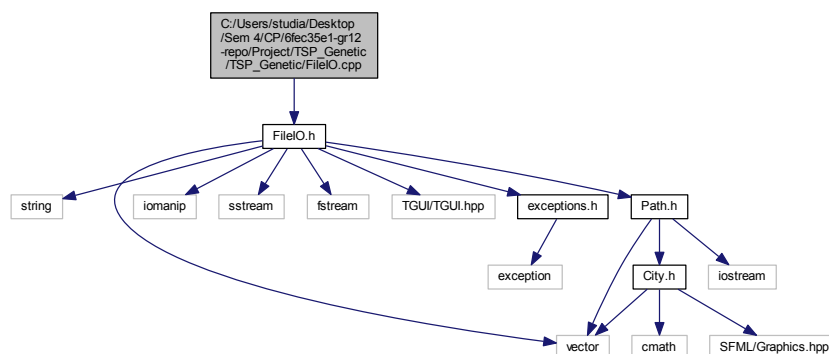 C:/Users/studia/Desktop
/Sem 4/CP/6fec35e1-gr12
-repo/Project/TSP_Genetic
/TSP_Genetic/FileIO.cpp
FileIO.h
string
iomanip
sstream
fstream
TGUI/TGUI.hpp
exceptions.h
Path.h
exception
City.h
iostream
vector
cmath
SFML/Graphics.hpp